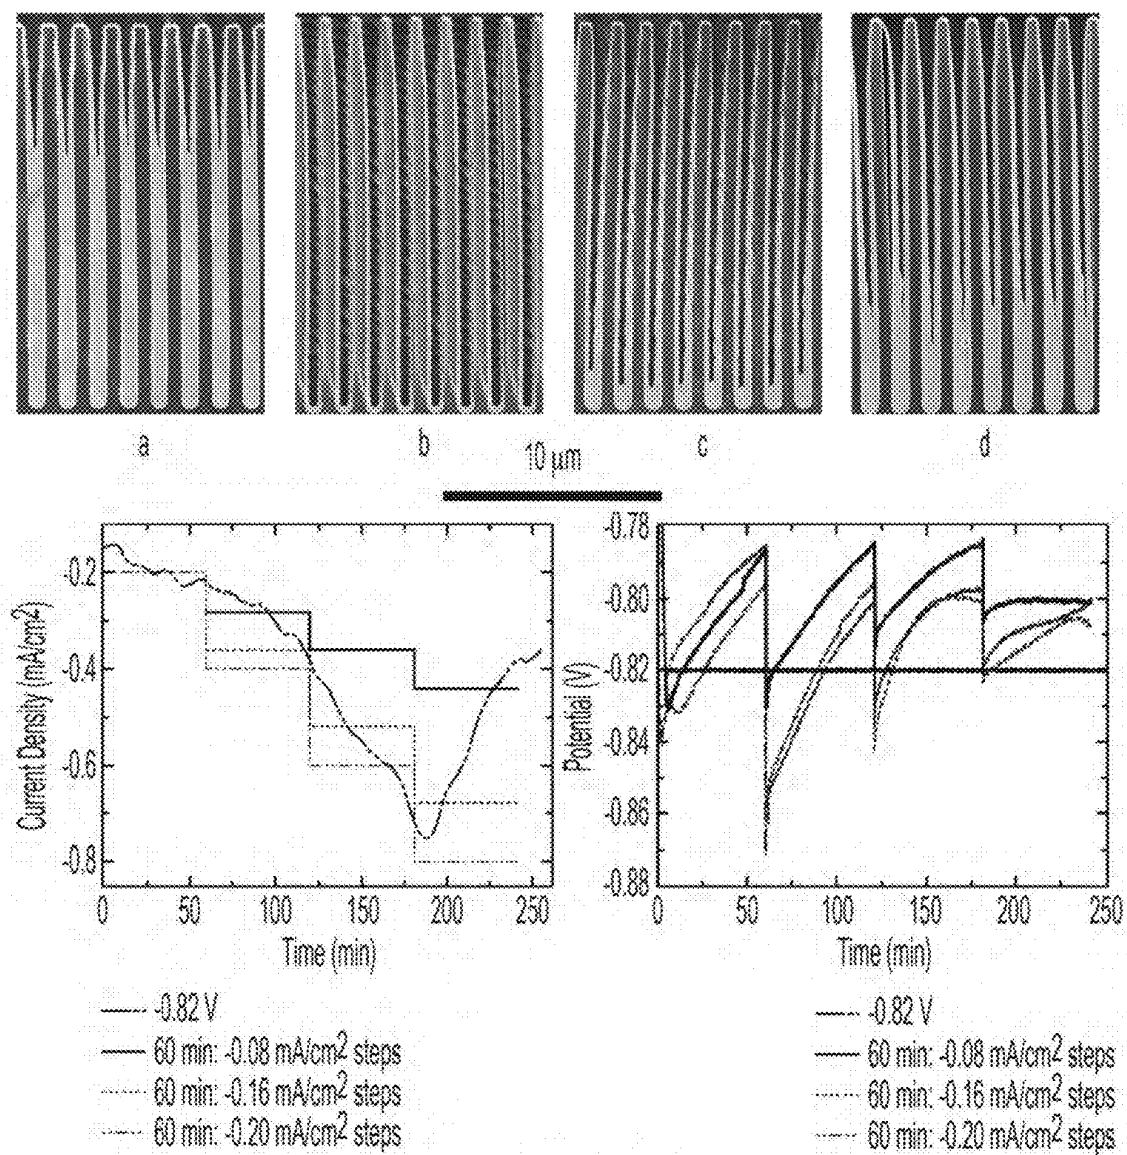 a b c d
10 μm
Current Density (mA/cm2)
-0.2
-0.4
-0.6
-0.8
0 50 100 150 200 250
Time (min)
Potential (V)
-0.78
-0.80
-0.82
-0.84
-0.86
-0.88
0 50 100 150 200 250
Time (min)
-0.82 V
60 min: -0.08 mA/cm2 steps
60 min: -0.16 mA/cm2 steps
60 min: -0.20 mA/cm2 steps
-0.82 V
60 min: -0.08 mA/cm2 steps
60 min: -0.16 mA/cm2 steps
60 min: -0.20 mA/cm2 steps